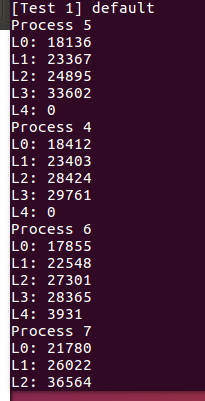 [Test 1] default
Process 5
L0: 18136
L1: 23367
L2: 24895
L3: 33602
L4: 0
Process 4
L0: 18412
L1: 23403
L2: 28424
L3: 29761
L4: 0
Process 6
L0: 17855
L1: 22548
L2: 27301
L3: 28365
L4: 3931
Process 7
L0: 21780
L1: 26022
L2: 36564